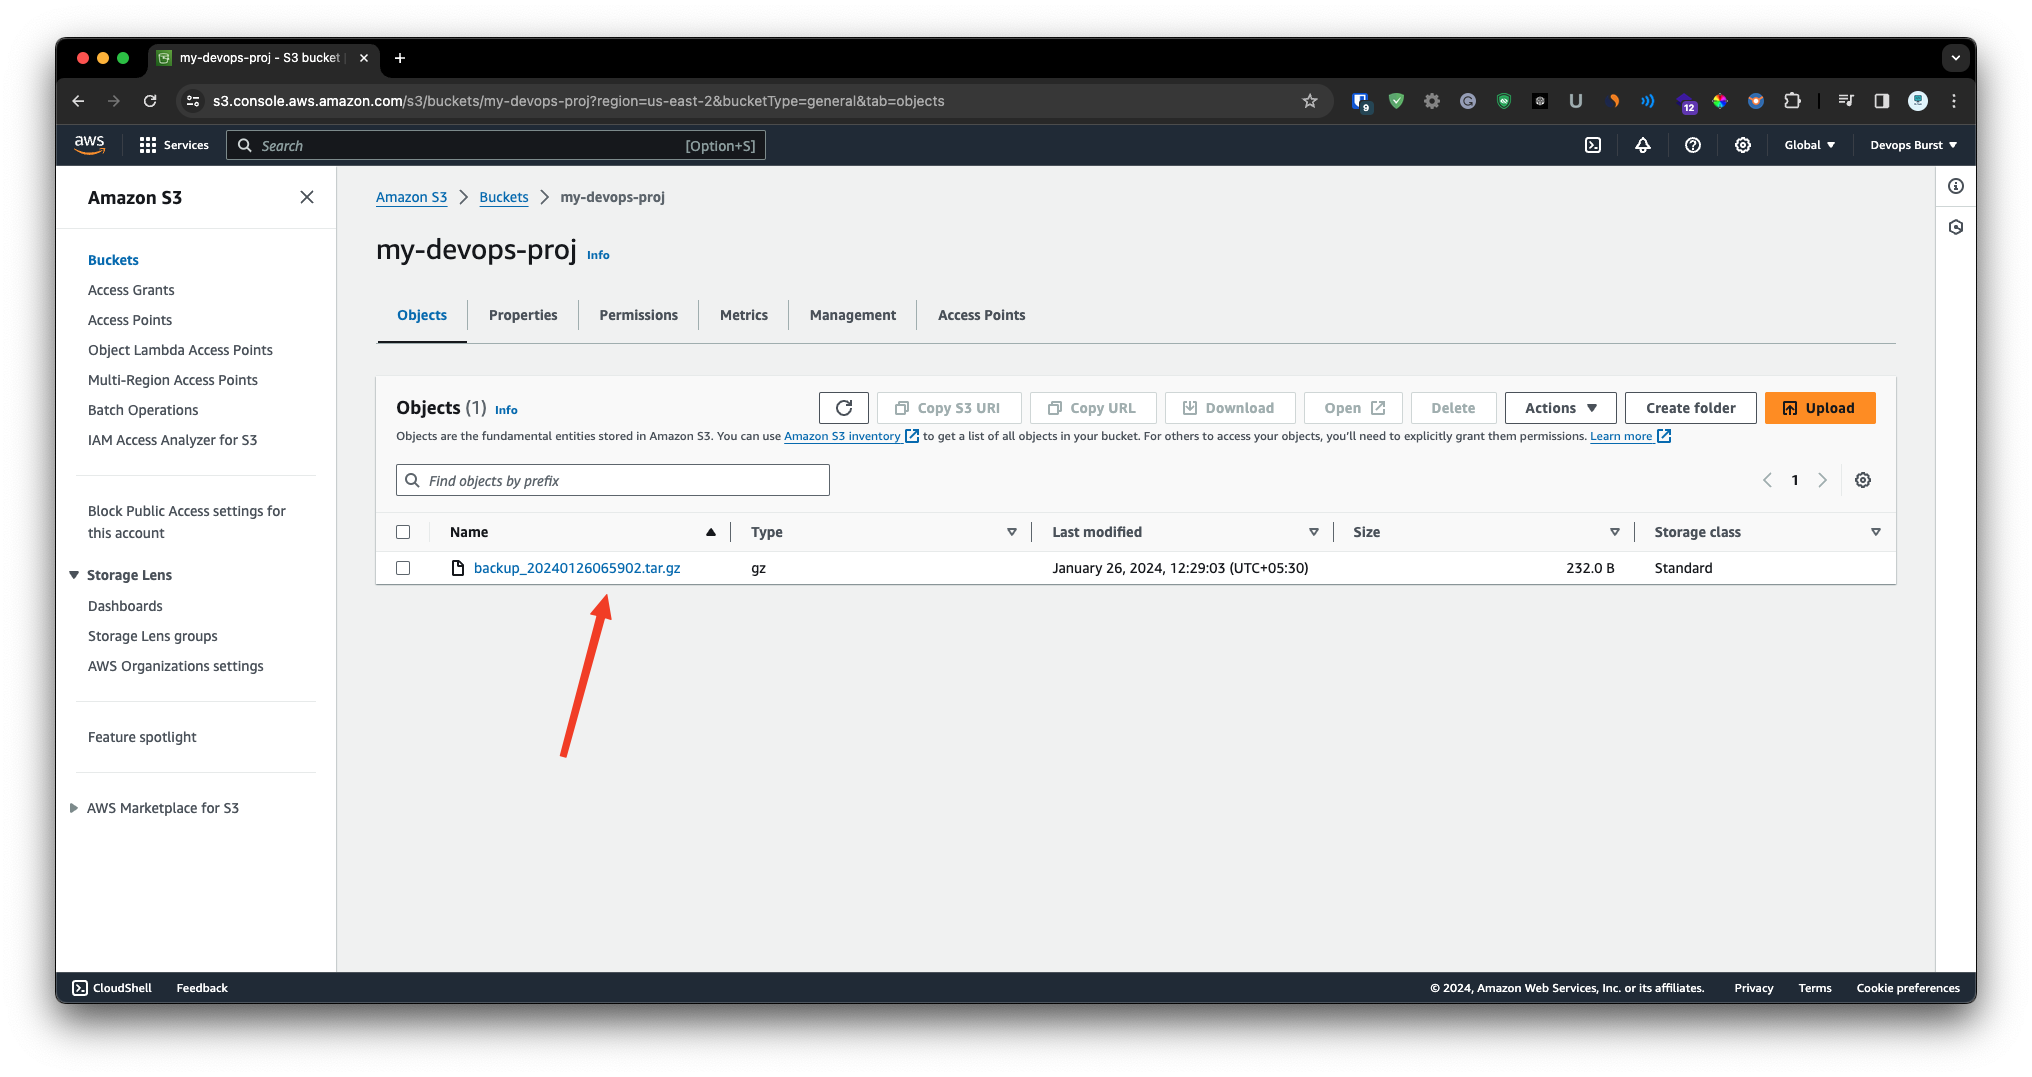 my-devops-proj - S3 bucket
s3.console.aws.amazon.com/s3/buckets/my-devops-proj?region=us-east-2&bucketType=general&tab=objects
9
U
12
aws
Services
Search
[Option+S]
Global
Devops Burst
Amazon S3
Buckets
Access Grants
Access Points
Object Lambda Access Points
Multi-Region Access Points
Batch Operations
IAM Access Analyzer for S3
Block Public Access settings for
this account
Storage Lens
Dashboards
Storage Lens groups
AWS Organizations settings
Feature spotlight
AWS Marketplace for S3
Amazon S3 > Buckets > my-devops-proj
my-devops-proj Info
Objects Properties Permissions Metrics Management Access Points
Objects (1) Info
Copy S3 URI Copy URL Download Open Delete Actions Create folder Upload
Objects are the fundamental entities stored in Amazon S3. You can use Amazon S3 inventory to get a list of all objects in your bucket. For others to access your objects, you'll need to explicitly grant them permissions. Learn more
Find objects by prefix
1
Name Type Last modified Size Storage class
backup_20240126065902.tar.gz gz January 26, 2024, 12:29:03 (UTC+05:30) 232.0 B Standard
CloudShell Feedback © 2024, Amazon Web Services, Inc. or its affiliates. Privacy Terms Cookie preferences